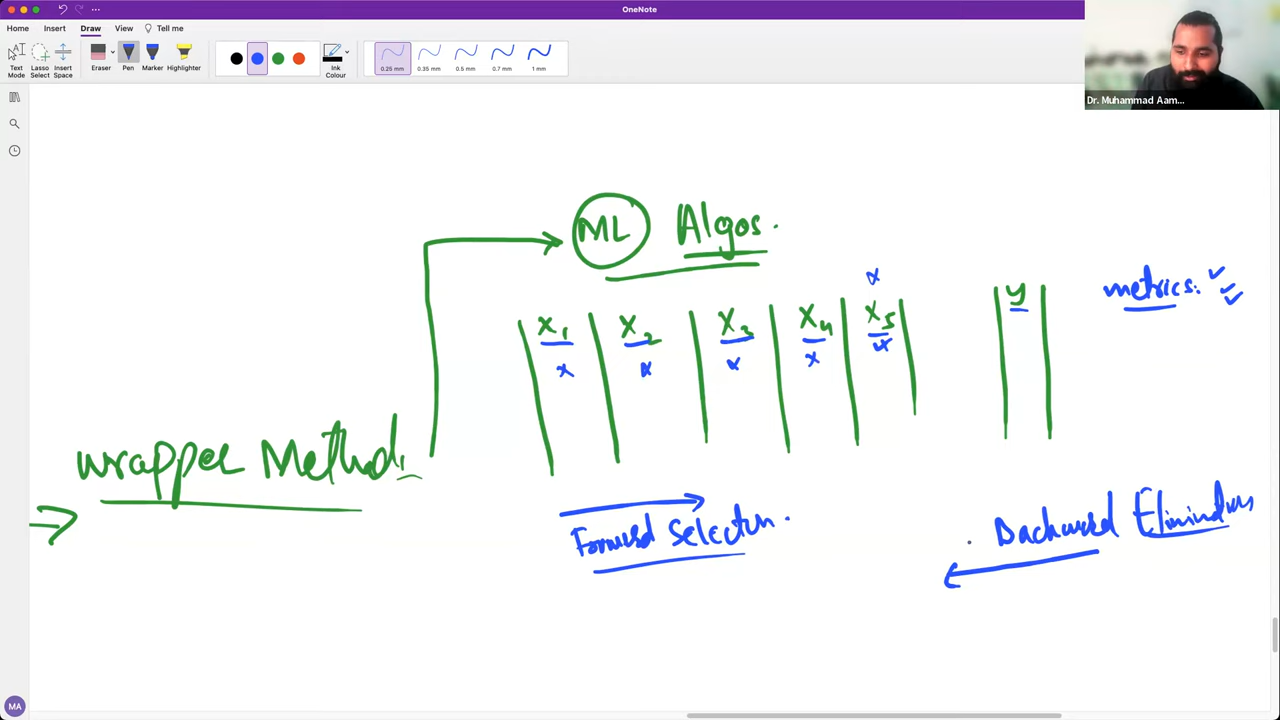 OneNote
Home Insert Draw View Tell me
Text Mode
Lasso Select
Insert Space
Eraser
Pen
Marker
Highlighter
Ink Colour
0.25 mm 0.35 mm 0.5 mm 0.7 mm 1 mm
Dr. Muhammad Aam...
ML Algos.
x
X1 X2 X3 X4 X5 y
x x x x x
metrics:
wrapper Method:
Forward Selection.
Backward Elimination
MA